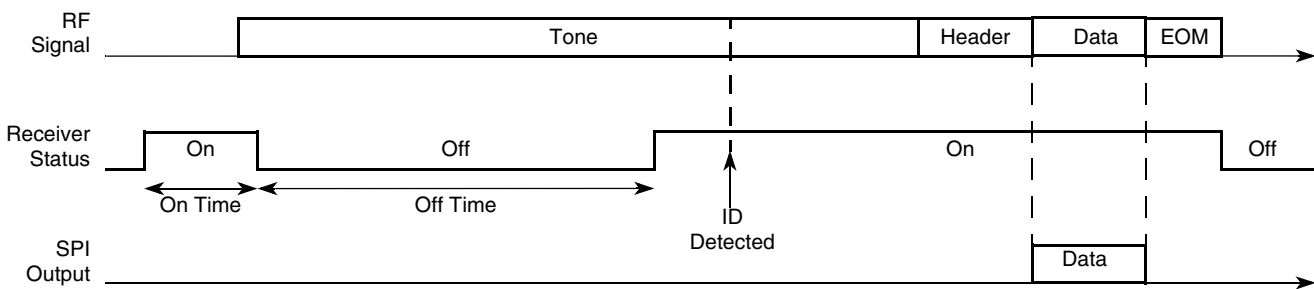 RF
Signal
Tone
Header
Data
EOM
Receiver
Status
On
Off
On
Off
On Time
Off Time
ID
Detected
SPI
Output
Data